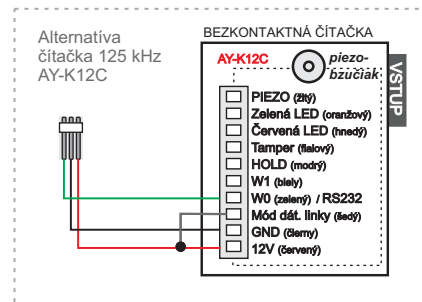 Alternatíva
čítačka 125 kHz
AY-K12C
BEZKONTAKTNÁ ČÍTAČKA
AY-K12C
piezo-
bzučiak
VSTUP
PIEZO (žltý)
Zelená LED (oranžový)
Červená LED (hnedý)
Tamper (fialový)
HOLD (modrý)
W1 (biely)
W0 (zelený) / RS232
Mód dát. linky (šedý)
GND (čierny)
12V (červený)